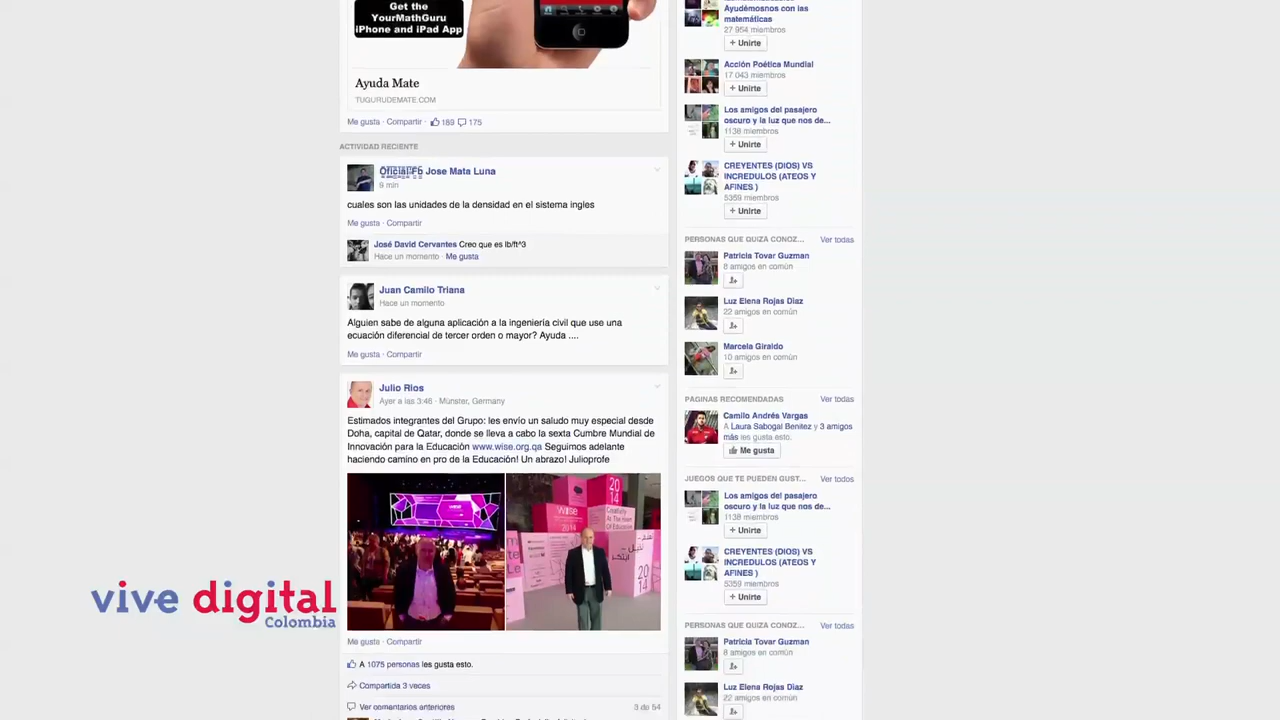 Get the
YourMathGuru
iPhone and iPad App
Ayuda Mate
TUGURUDEMATE.COM
Me gusta · Compartir · 189 175
ACTIVIDAD RECIENTE
Oficial Fb Jose Mata Luna
9 min
cuales son las unidades de la densidad en el sistema ingles
Me gusta · Compartir
José David Cervantes Creo que es lb/ft^3
Hace un momento · Me gusta
Juan Camilo Triana
Hace un momento
Alguien sabe de alguna aplicación a la ingeniería civil que use una
ecuación diferencial de tercer orden o mayor? Ayuda ....
Me gusta · Compartir
Julio Rios
Ayer a las 3:46 · Münster, Germany
Estimados integrantes del Grupo: les envío un saludo muy especial desde
Doha, capital de Qatar, donde se lleva a cabo la sexta Cumbre Mundial de
Innovación para la Educación www.wise.org.qa Seguimos adelante
haciendo camino en pro de la Educación! Un abrazo! Julioprofe
wise
20
14
wise
2014
Me gusta · Compartir
A 1075 personas les gusta esto.
Compartida 3 veces
Ver comentarios anteriores 3 de 54
Ayudémosnos con las
matemáticas
27 954 miembros
+ Unirte
Acción Poética Mundial
17 043 miembros
+ Unirte
Los amigos del pasajero
oscuro y la luz que nos de...
1138 miembros
+ Unirte
CREYENTES (DIOS) VS
INCREDULOS (ATEOS Y
AFINES )
5359 miembros
+ Unirte
PERSONAS QUE QUIZÁ CONOZ... Ver todas
Patricia Tovar Guzman
8 amigos en común
Luz Elena Rojas Diaz
22 amigos en común
Marcela Giraldo
10 amigos en común
PÁGINAS RECOMENDADAS Ver todas
Camilo Andrés Vargas
A Laura Sabogal Benitez y 3 amigos
más les gusta esto.
Me gusta
JUEGOS QUE TE PUEDEN GUST... Ver todos
Los amigos del pasajero
oscuro y la luz que nos de...
1138 miembros
+ Unirte
CREYENTES (DIOS) VS
INCREDULOS (ATEOS Y
AFINES )
5359 miembros
+ Unirte
PERSONAS QUE QUIZÁ CONOZ... Ver todas
Patricia Tovar Guzman
8 amigos en común
Luz Elena Rojas Diaz
22 amigos en común
vive digital
Colombia